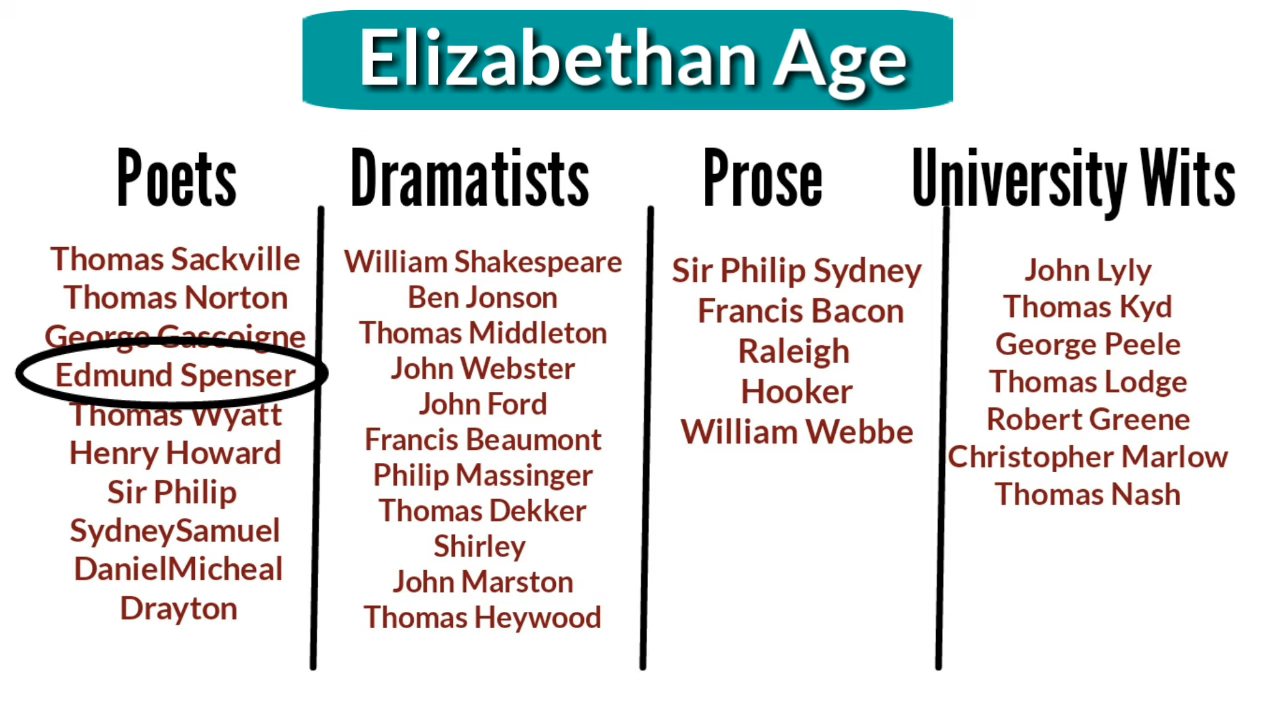 Elizabethan Age
Poets
Thomas Sackville
Thomas Norton
George Gascoigne
Edmund Spenser
Thomas Wyatt
Henry Howard
Sir Philip
SydneySamuel
DanielMicheal
Drayton
Dramatists
William Shakespeare
Ben Jonson
Thomas Middleton
John Webster
John Ford
Francis Beaumont
Philip Massinger
Thomas Dekker
Shirley
John Marston
Thomas Heywood
Prose
Sir Philip Sydney
Francis Bacon
Raleigh
Hooker
William Webbe
University Wits
John Lyly
Thomas Kyd
George Peele
Thomas Lodge
Robert Greene
Christopher Marlow
Thomas Nash